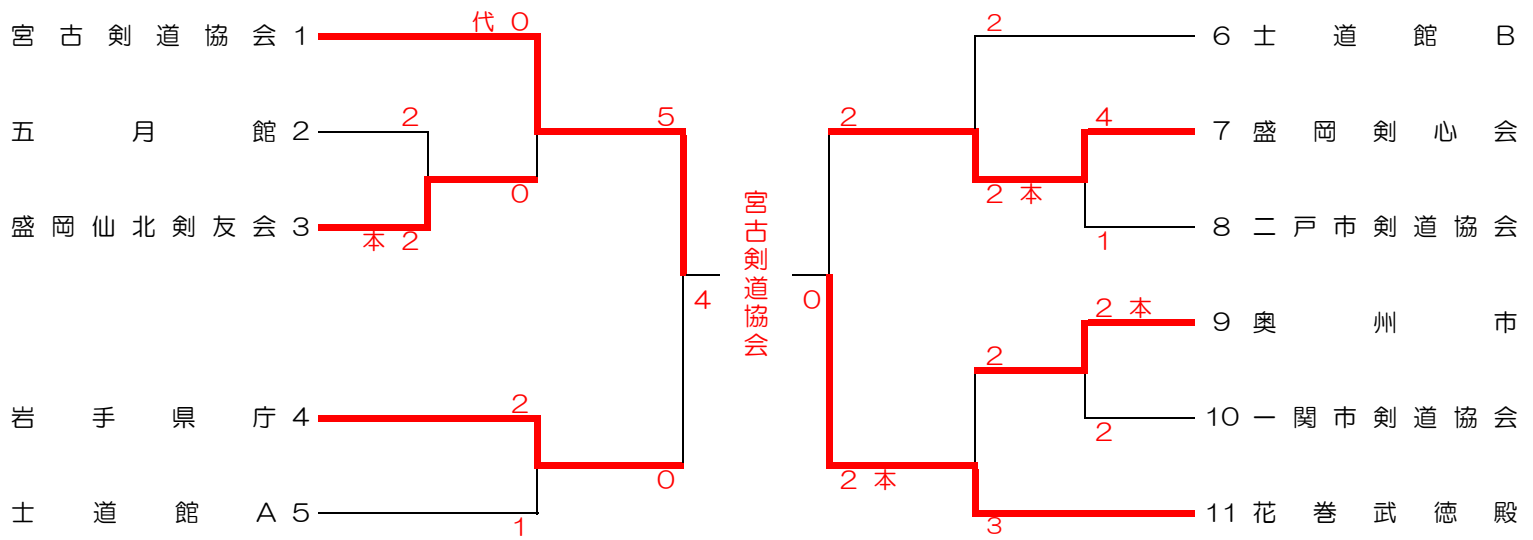 代 0
2
宮古剣道協会 1
6 士道館B
2
5
2
4
五月館 2
7 盛岡剣心会
0
2 本
盛岡仙北剣友会 3
8 二戸市剣道協会
本 2
1
宮古剣道協会
4
0
2 本
9 奥州市
2
2
岩手県庁 4
10 一関市剣道協会
2
0
2 本
士道館A 5
11 花巻武徳殿
1
3